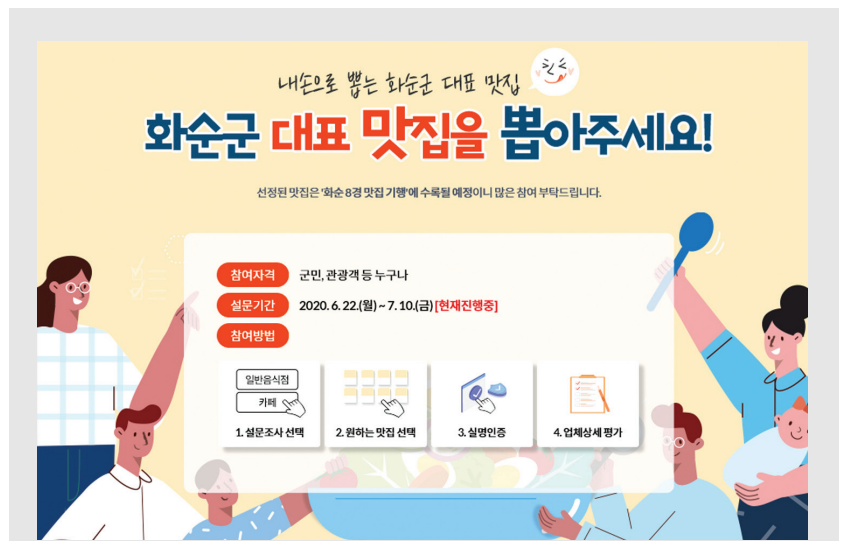 내손으로 뽑는 화순군 대표 맛집
화순군 대표 맛집을 뽑아주세요!
선정된 맛집은 '화순 8경 맛집 기행'에 수록될 예정이니 많은 참여 부탁드립니다.
참여자격 군민, 관광객 등 누구나
설문기간 2020. 6. 22.(월) ~ 7. 10.(금) [현재진행중]
참여방법
일반음식점
카페
1. 설문조사 선택 2. 원하는 맛집 선택 3. 실명인증 4. 업체상세 평가